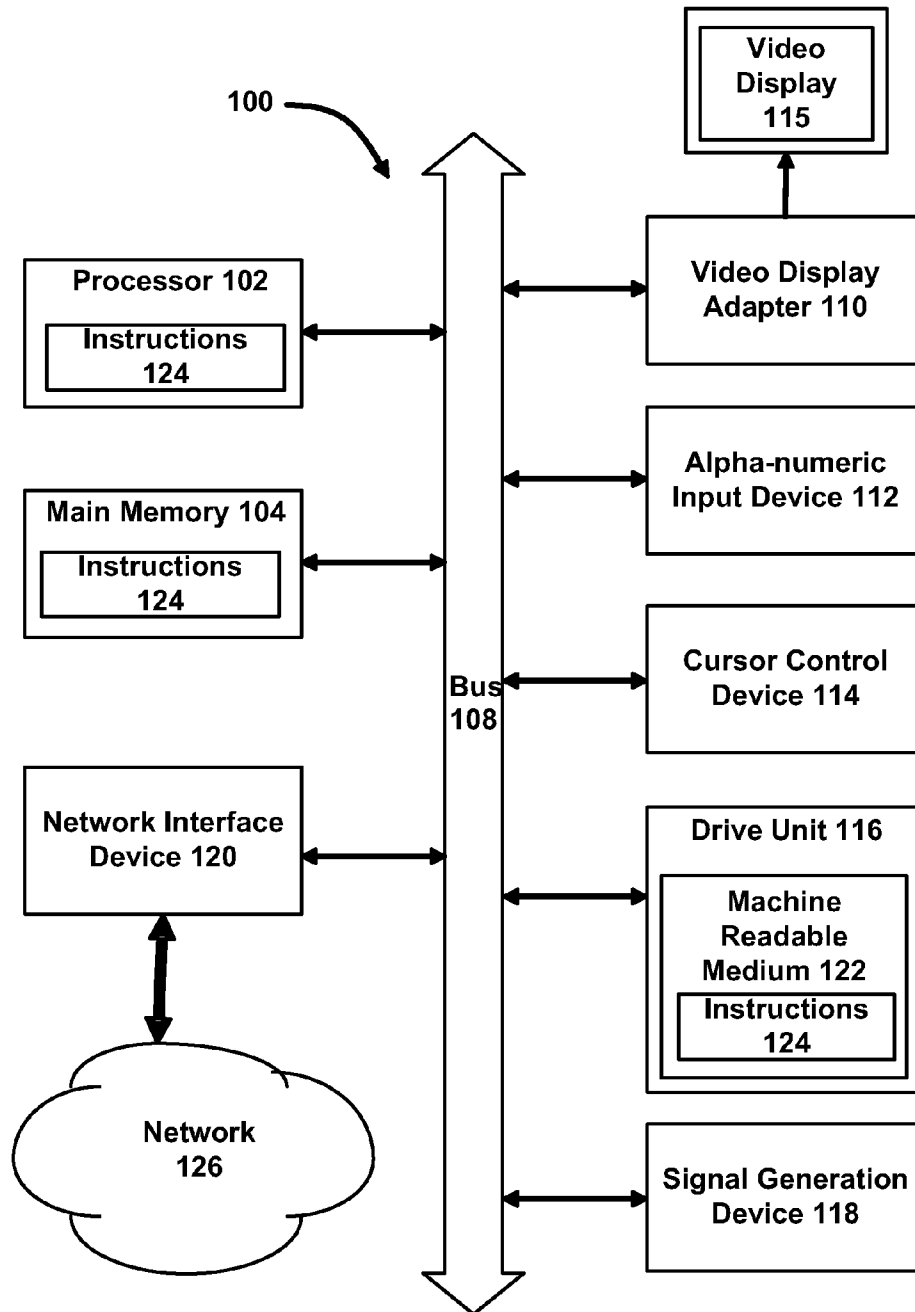 100
Video
Display
115
Processor 102
Instructions
124
Video Display
Adapter 110
Main Memory 104
Instructions
124
Alpha-numeric
Input Device 112
Bus
108
Cursor Control
Device 114
Network Interface
Device 120
Drive Unit 116
Machine
Readable
Medium 122
Instructions
124
Network
126
Signal Generation
Device 118